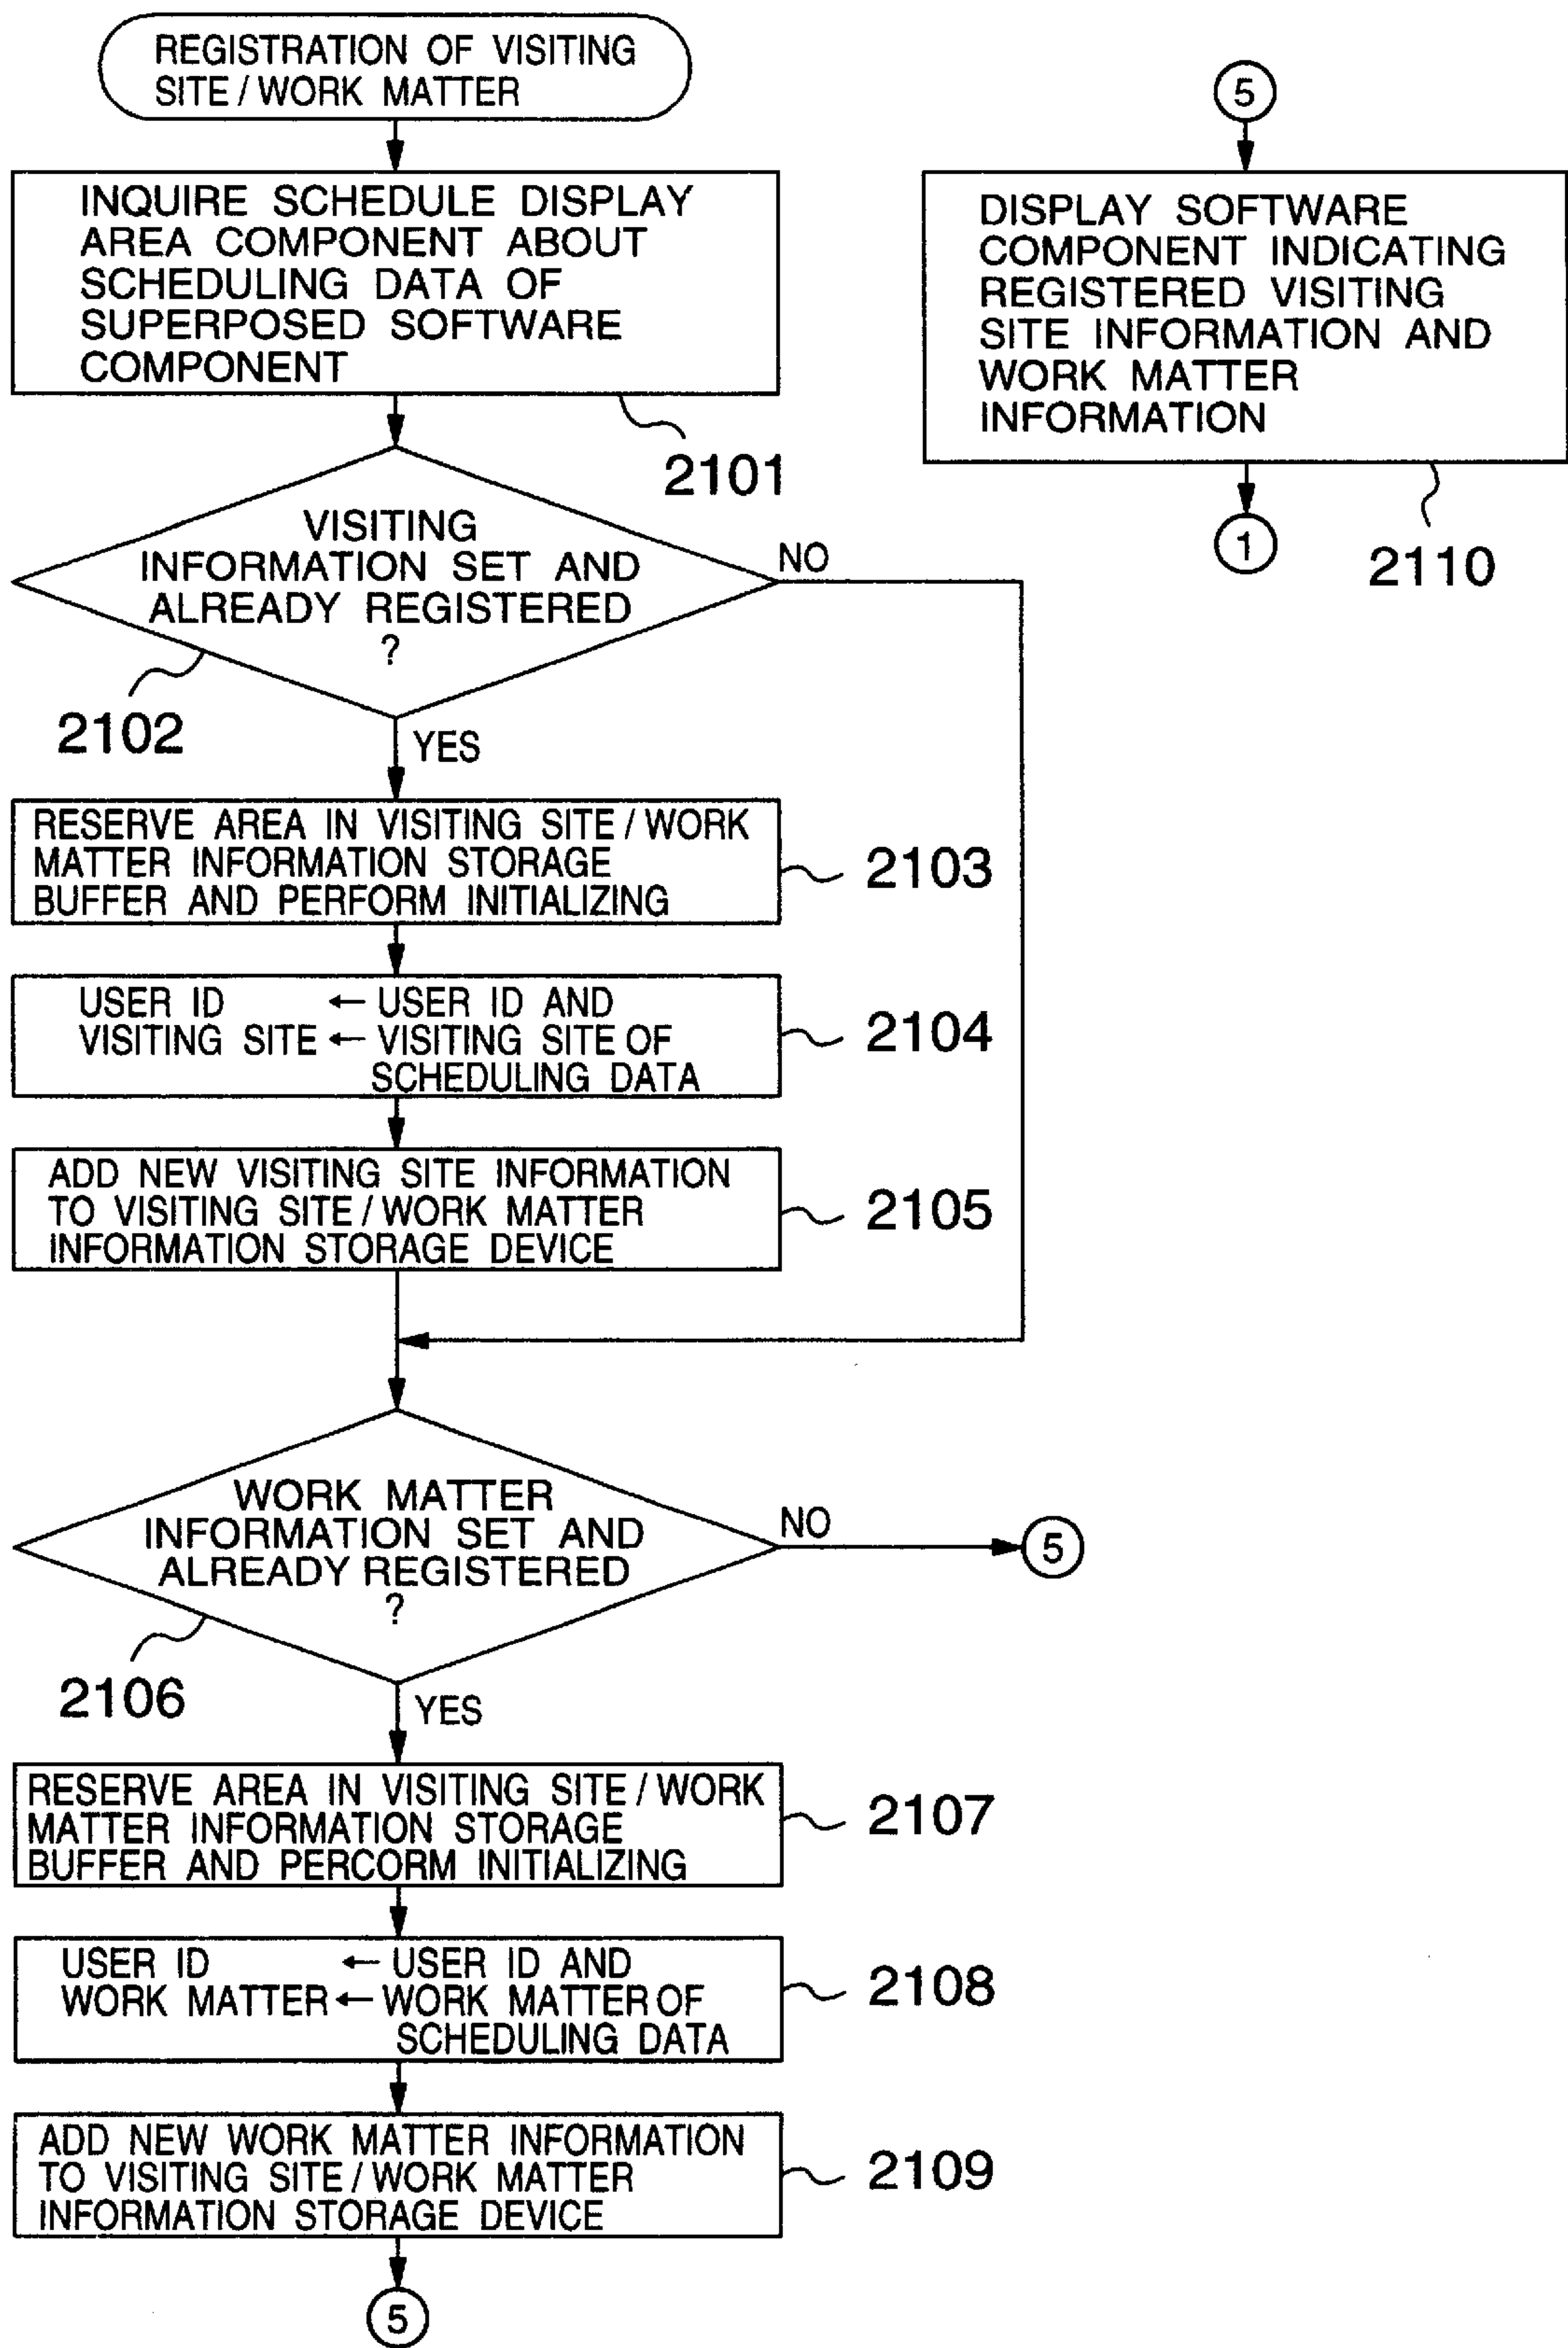 REGISTRATION OF VISITING
SITE / WORK MATTER
INQUIRE SCHEDULE DISPLAY
AREA COMPONENT ABOUT
SCHEDULING DATA OF
SUPERPOSED SOFTWARE
COMPONENT
2101
VISITING
INFORMATION SET AND
ALREADY REGISTERED
?
NO
2102
YES
RESERVE AREA IN VISITING SITE / WORK
MATTER INFORMATION STORAGE
BUFFER AND PERFORM INITIALIZING
2103
USER ID ← USER ID AND
VISITING SITE ← VISITING SITE OF
SCHEDULING DATA
2104
ADD NEW VISITING SITE INFORMATION
TO VISITING SITE / WORK MATTER
INFORMATION STORAGE DEVICE
2105
WORK MATTER
INFORMATION SET AND
ALREADY REGISTERED
?
NO
5
2106
YES
RESERVE AREA IN VISITING SITE / WORK
MATTER INFORMATION STORAGE
BUFFER AND PERCORM INITIALIZING
2107
USER ID ← USER ID AND
WORK MATTER ← WORK MATTER OF
SCHEDULING DATA
2108
ADD NEW WORK MATTER INFORMATION
TO VISITING SITE / WORK MATTER
INFORMATION STORAGE DEVICE
2109
5
5
DISPLAY SOFTWARE
COMPONENT INDICATING
REGISTERED VISITING
SITE INFORMATION AND
WORK MATTER
INFORMATION
2110
1